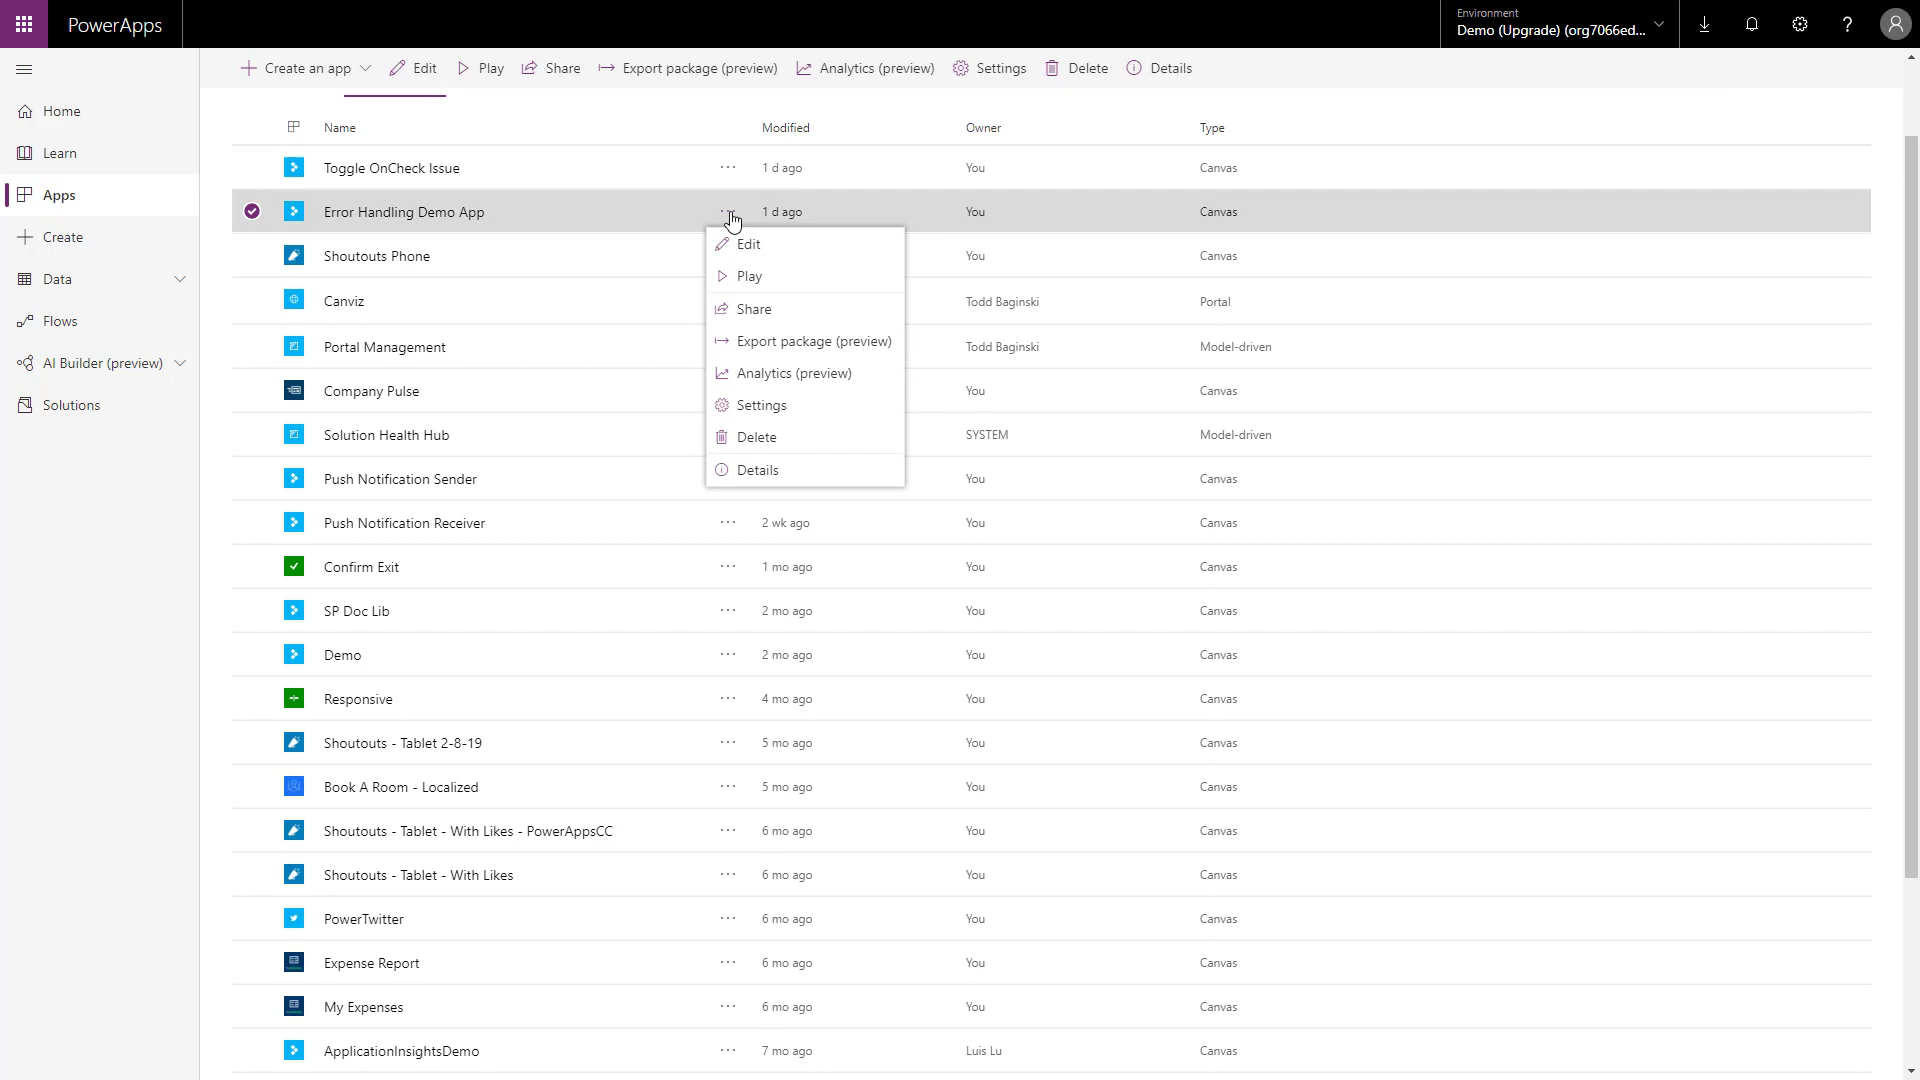 PowerApps
Environment
Demo (Upgrade) (org7066ed...
Create an app Edit Play Share Export package (preview) Analytics (preview) Settings Delete Details
Home
Learn
Apps
Create
Data
Flows
AI Builder (preview)
Solutions
Name Modified Owner Type
Toggle OnCheck Issue ... 1 d ago You Canvas
Error Handling Demo App 1 d ago You Canvas
Shoutouts Phone You Canvas
Canviz Todd Baginski Portal
Portal Management Todd Baginski Model-driven
Company Pulse You Canvas
Solution Health Hub SYSTEM Model-driven
Push Notification Sender You Canvas
Edit
Play
Share
Export package (preview)
Analytics (preview)
Settings
Delete
Details
Push Notification Receiver ... 2 wk ago You Canvas
Confirm Exit ... 1 mo ago You Canvas
SP Doc Lib ... 2 mo ago You Canvas
Demo ... 2 mo ago You Canvas
Responsive ... 4 mo ago You Canvas
Shoutouts - Tablet 2-8-19 ... 5 mo ago You Canvas
Book A Room - Localized ... 5 mo ago You Canvas
Shoutouts - Tablet - With Likes - PowerAppsCC ... 6 mo ago You Canvas
Shoutouts - Tablet - With Likes ... 6 mo ago You Canvas
PowerTwitter ... 6 mo ago You Canvas
Expense Report ... 6 mo ago You Canvas
My Expenses ... 6 mo ago You Canvas
ApplicationInsightsDemo ... 7 mo ago Luis Lu Canvas